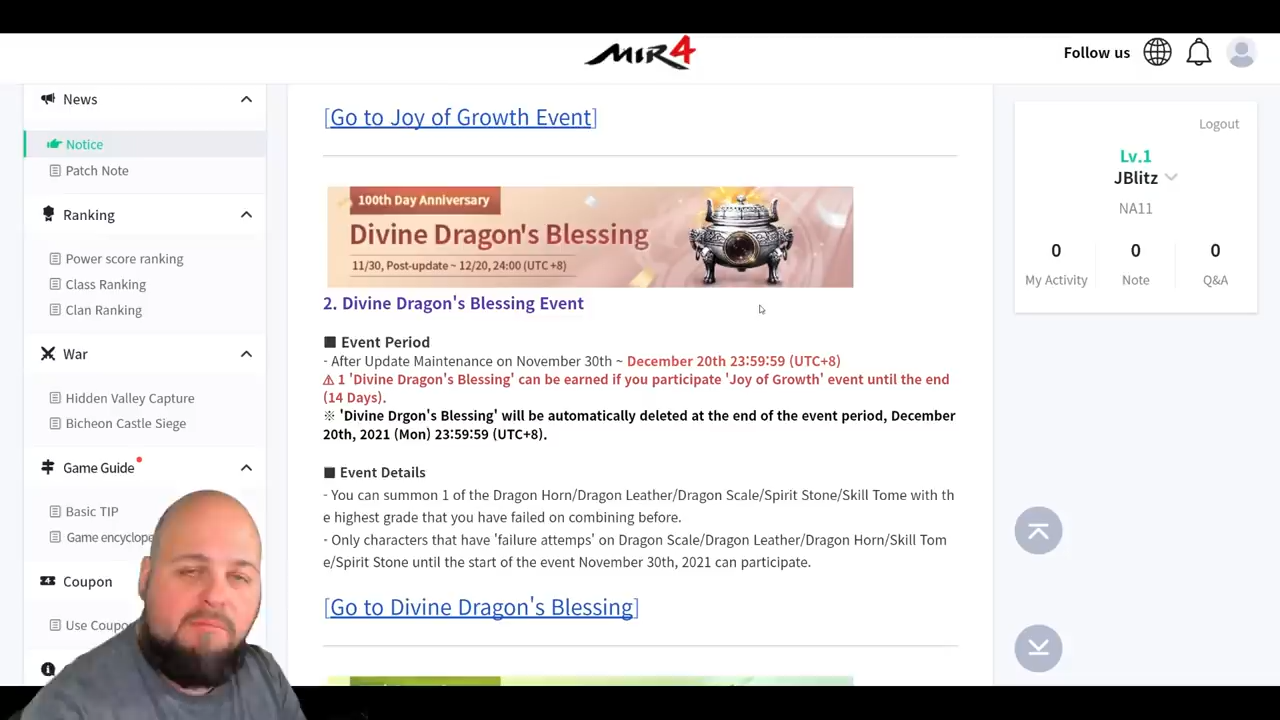 MIR4
Follow us
News
Notice
Patch Note
Ranking
Power score ranking
Class Ranking
Clan Ranking
War
Hidden Valley Capture
Bicheon Castle Siege
Game Guide
Basic TIP
Game encyclope
Coupon
Use Coupo
[Go to Joy of Growth Event]
100th Day Anniversary
Divine Dragon's Blessing
11/30, Post-update ~ 12/20, 24:00 (UTC +8)
2. Divine Dragon's Blessing Event
■ Event Period
- After Update Maintenance on November 30th ~ December 20th 23:59:59 (UTC+8)
⚠ 1 'Divine Dragon's Blessing' can be earned if you participate 'Joy of Growth' event until the end
(14 Days).
※ 'Divine Drgon's Blessing' will be automatically deleted at the end of the event period, December
20th, 2021 (Mon) 23:59:59 (UTC+8).
■ Event Details
- You can summon 1 of the Dragon Horn/Dragon Leather/Dragon Scale/Spirit Stone/Skill Tome with th
e highest grade that you have failed on combining before.
- Only characters that have 'failure attemps' on Dragon Scale/Dragon Leather/Dragon Horn/Skill Tom
e/Spirit Stone until the start of the event November 30th, 2021 can participate.
[Go to Divine Dragon's Blessing]
Logout
Lv.1
JBlitz
NA11
0 0 0
My Activity Note Q&A